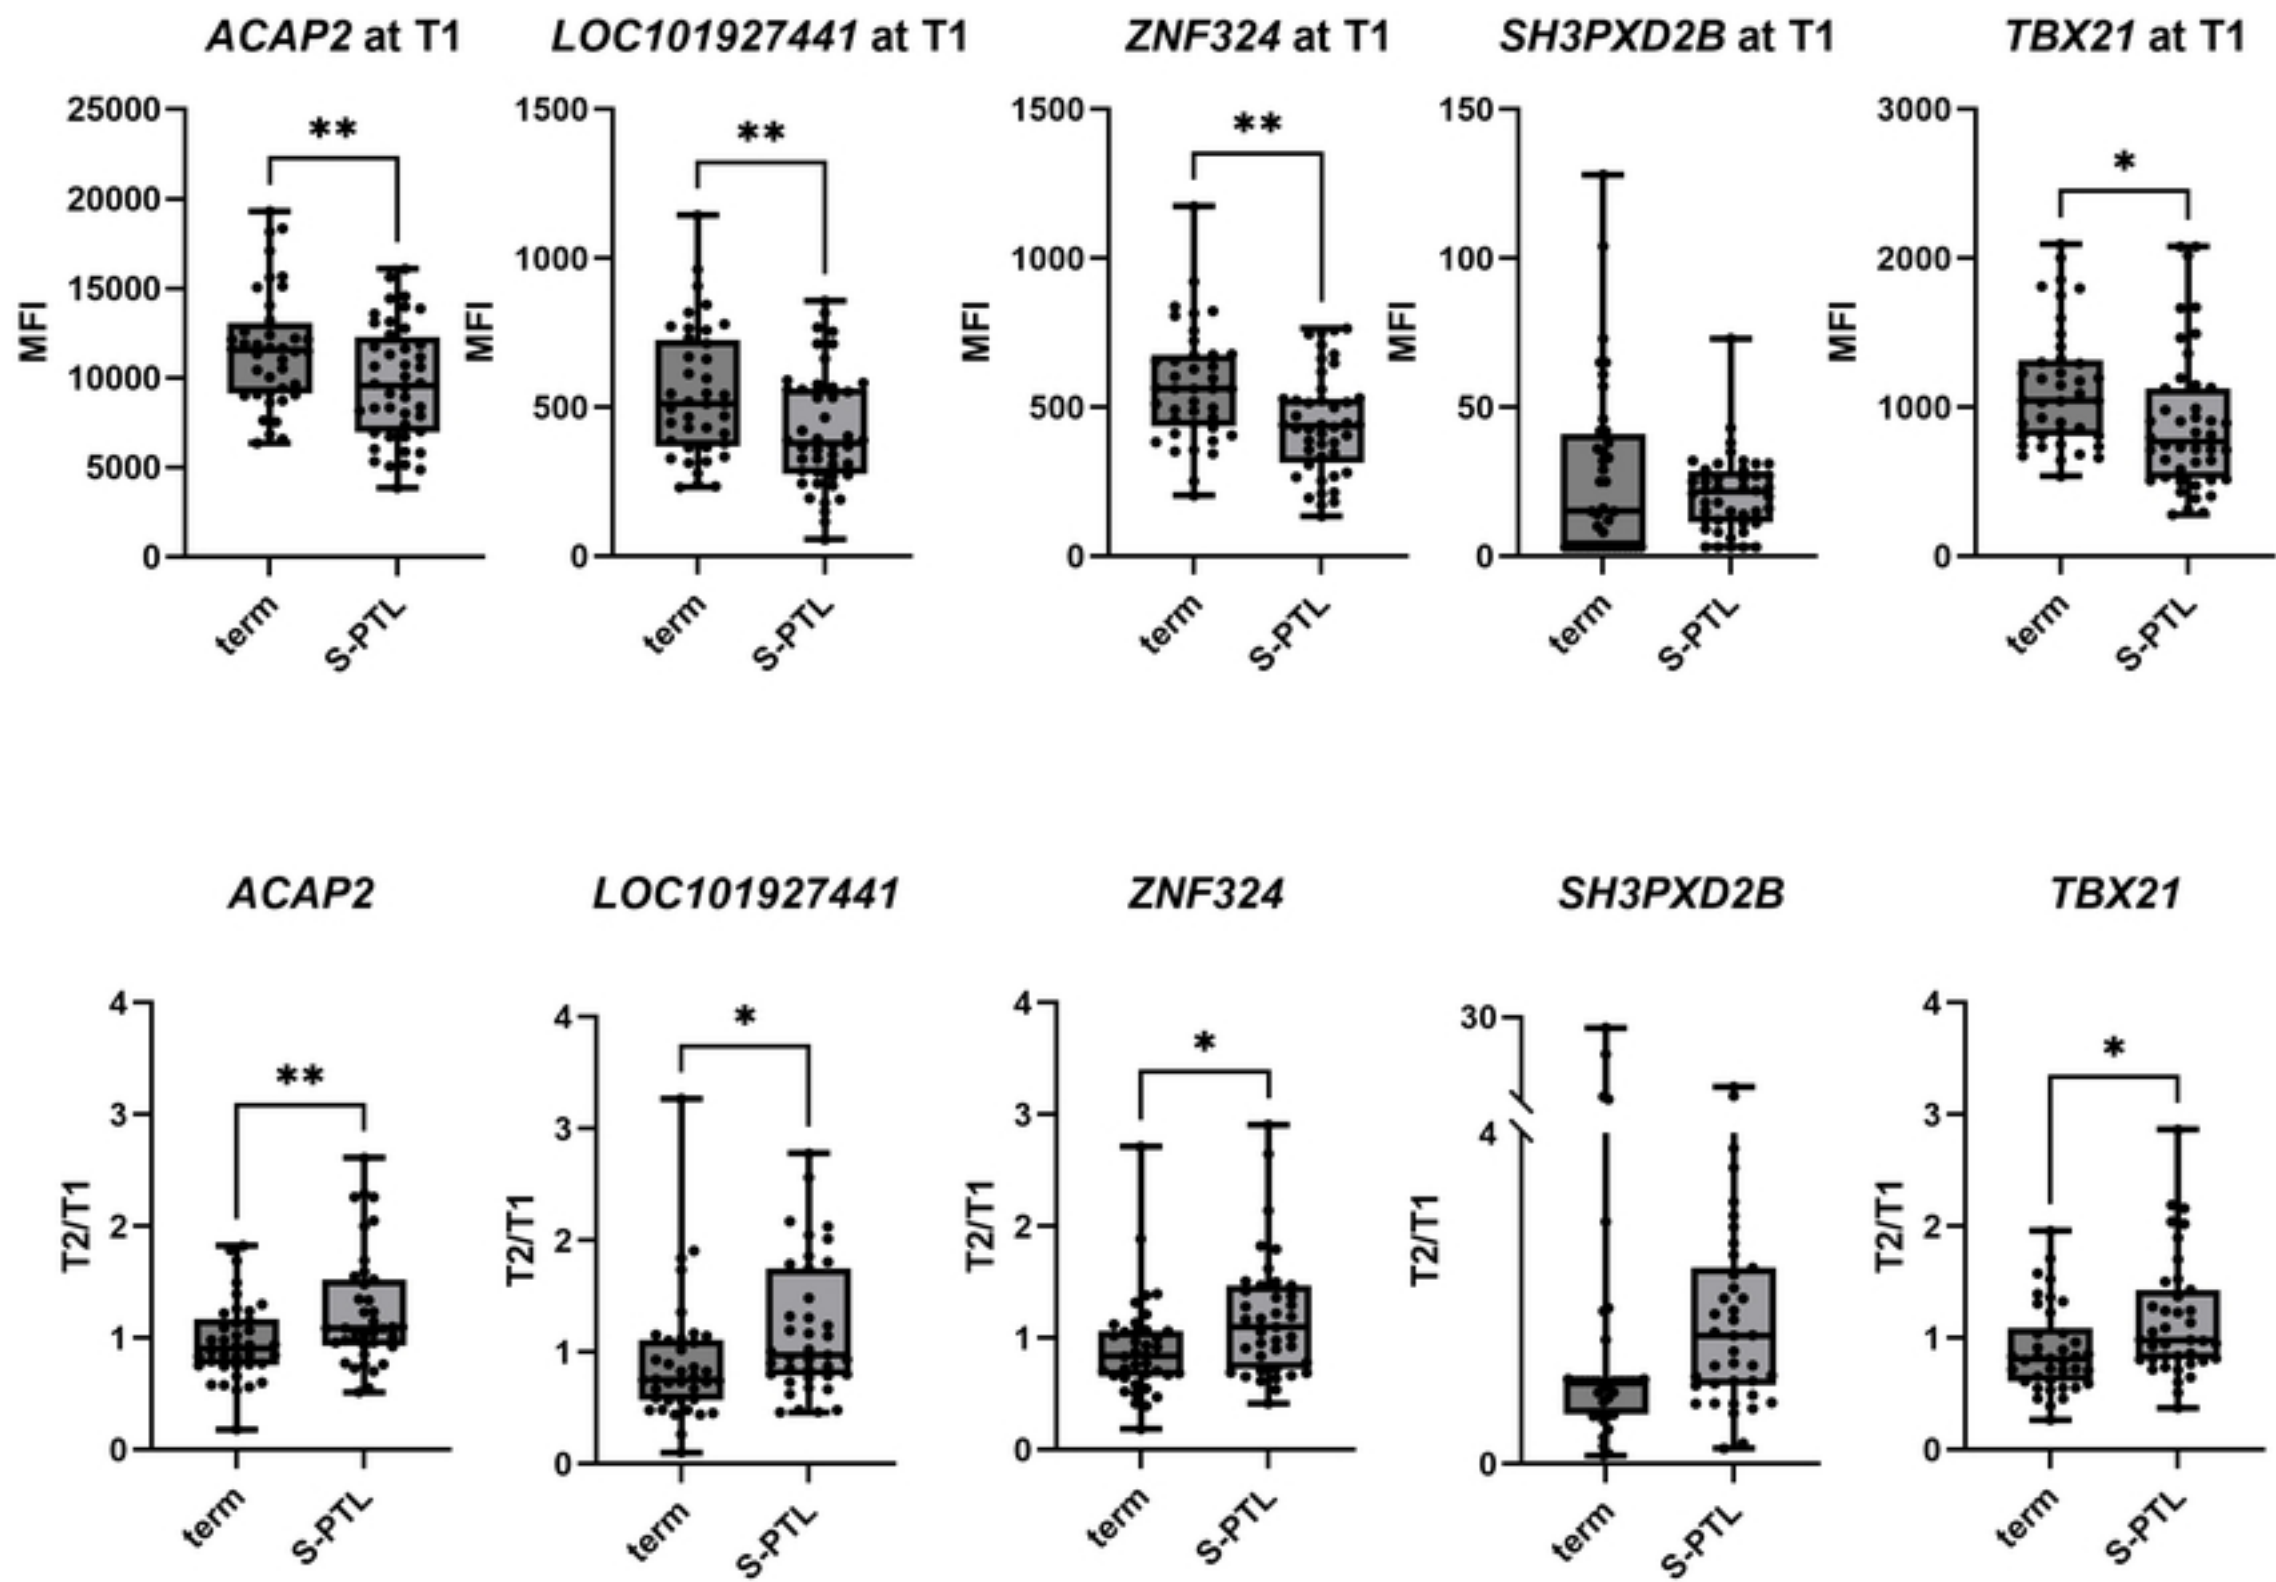 ACAP2 at T1 LOC101927441 at T1 ZNF324 at T1 SH3PXD2B at T1 TBX21 at T1
25000 1500 1500 150 3000
** ** ** *
20000
1000 1000 100 2000
15000
MFI MFI MFI MFI MFI
10000
500 500 50 1000
5000
0 0 0 0 0
term S-PTL term S-PTL term S-PTL term S-PTL term S-PTL
ACAP2 LOC101927441 ZNF324 SH3PXD2B TBX21
4 4 4 30 4
** * * *
3 3 3 4 3
T2/T1 T2/T1 T2/T1 T2/T1 T2/T1
2 2 2 2
1 1 1 1
0 0 0 0 0
term S-PTL term S-PTL term S-PTL term S-PTL term S-PTL